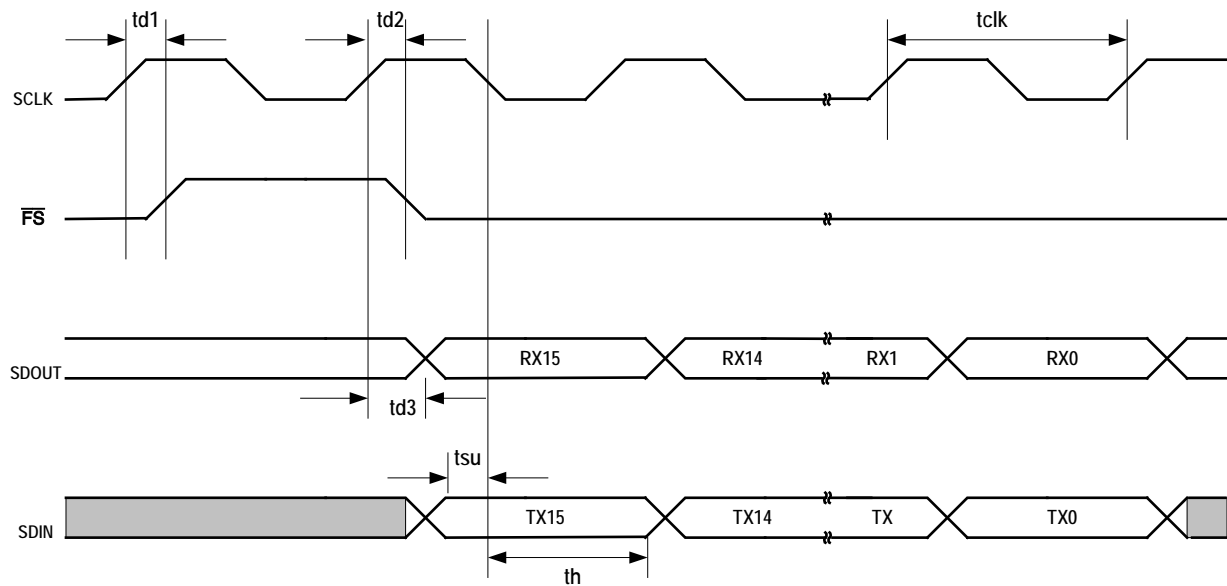 td1 td2 tclk
SCLK
FS
RX15 RX14 RX1 RX0
SDOUT
td3
tsu
TX15 TX14 TX TX0
SDIN
th